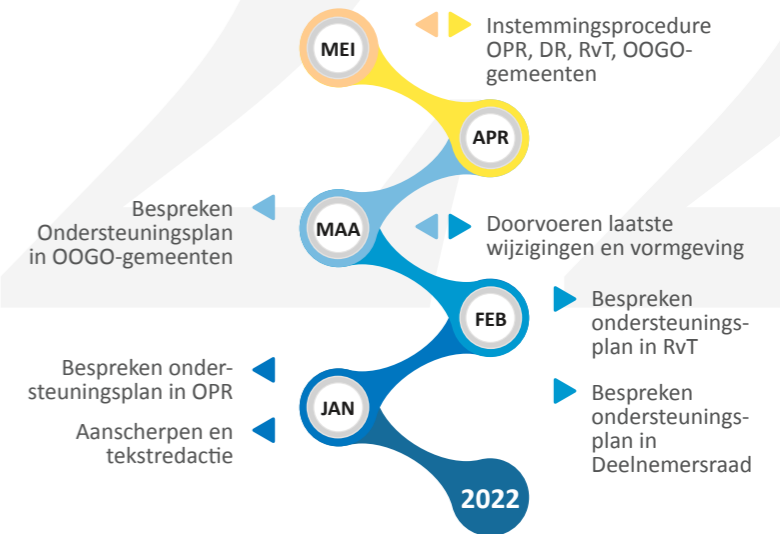 MEI
Instemmingsprocedure
OPR, DR, RvT, OOGO-
gemeenten
APR
Bespreken
Ondersteuningsplan
in OOGO-gemeenten
MAA
Doorvoeren laatste
wijzigingen en vormgeving
FEB
Bespreken
ondersteunings-
plan in RvT
Bespreken onder-
steuningsplan in OPR
JAN
Aanscherpen en
tekstredactie
Bespreken
ondersteunings-
plan in
Deelnemersraad
2022